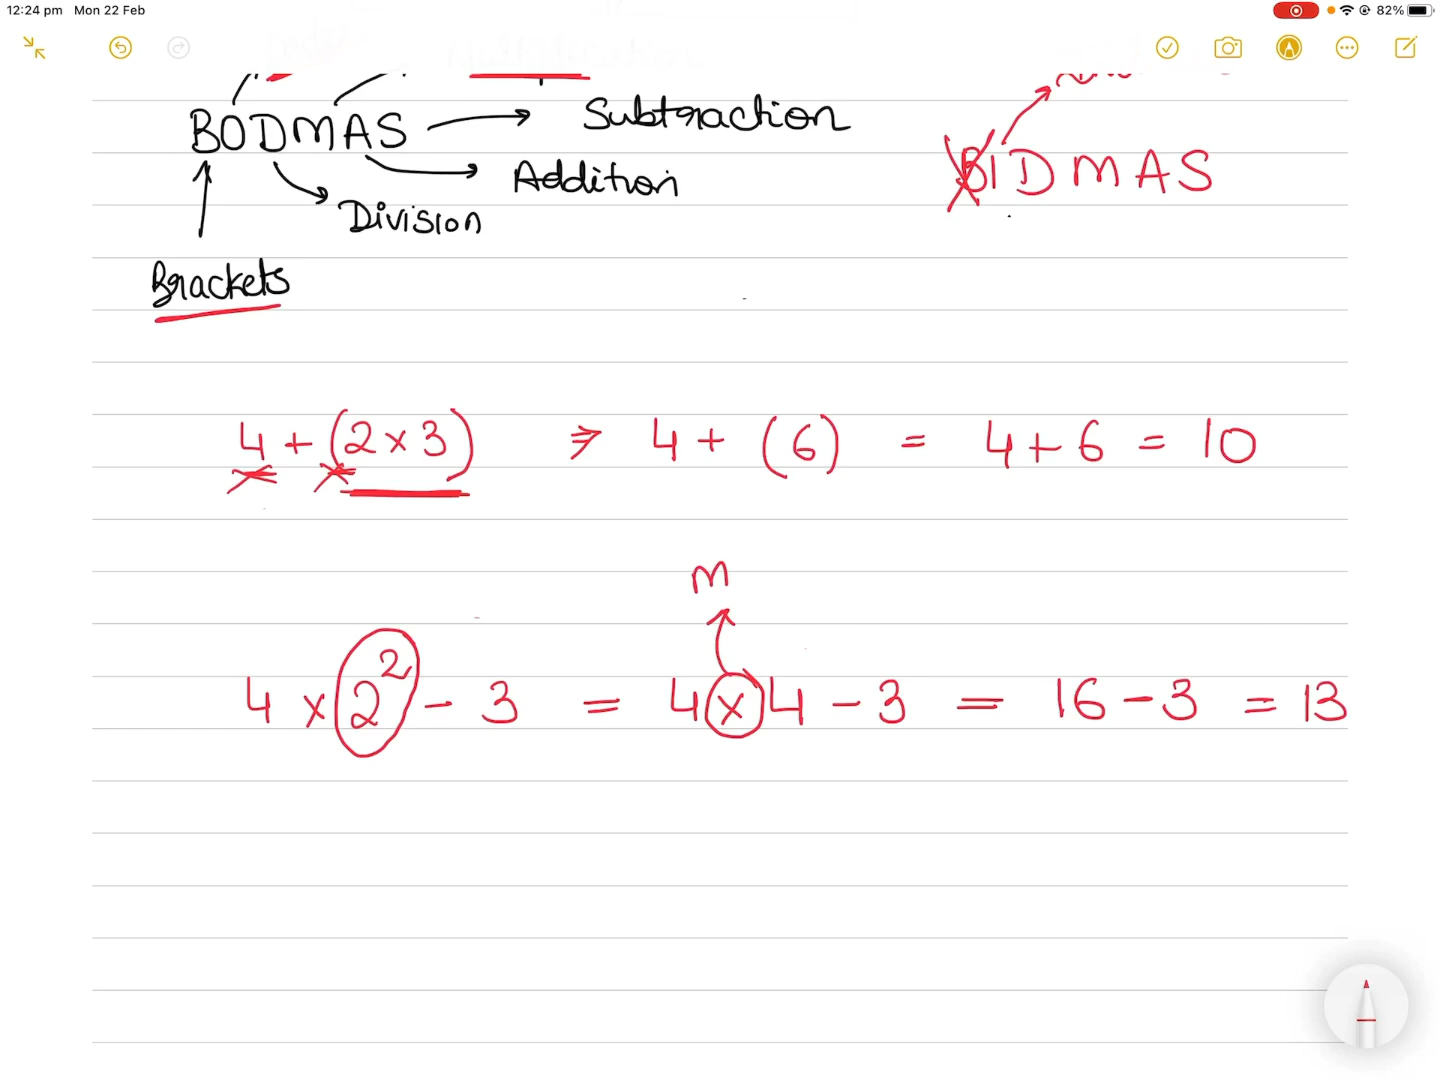 12:24 pm Mon 22 Feb
82%
BODMAS
Subtraction
Addition
Division
Brackets
BIDMAS
4 + (2 × 3) ⇒ 4 + (6) = 4 + 6 = 10
M
4 × 2² - 3 = 4 × 4 - 3 = 16 - 3 = 13